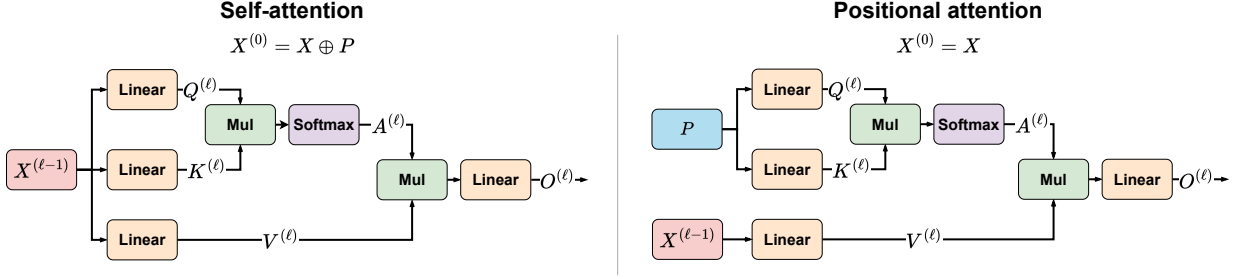 Self-attention
X^{(0)} = X ⊕ P
Linear Q^{(ℓ)}
Mul Softmax A^{(ℓ)}
X^{(ℓ-1)} Linear K^{(ℓ)}
Mul Linear O^{(ℓ)}
Linear V^{(ℓ)}
Positional attention
X^{(0)} = X
Linear Q^{(ℓ)}
P Mul Softmax A^{(ℓ)}
Linear K^{(ℓ)}
Mul Linear O^{(ℓ)}
X^{(ℓ-1)} Linear V^{(ℓ)}